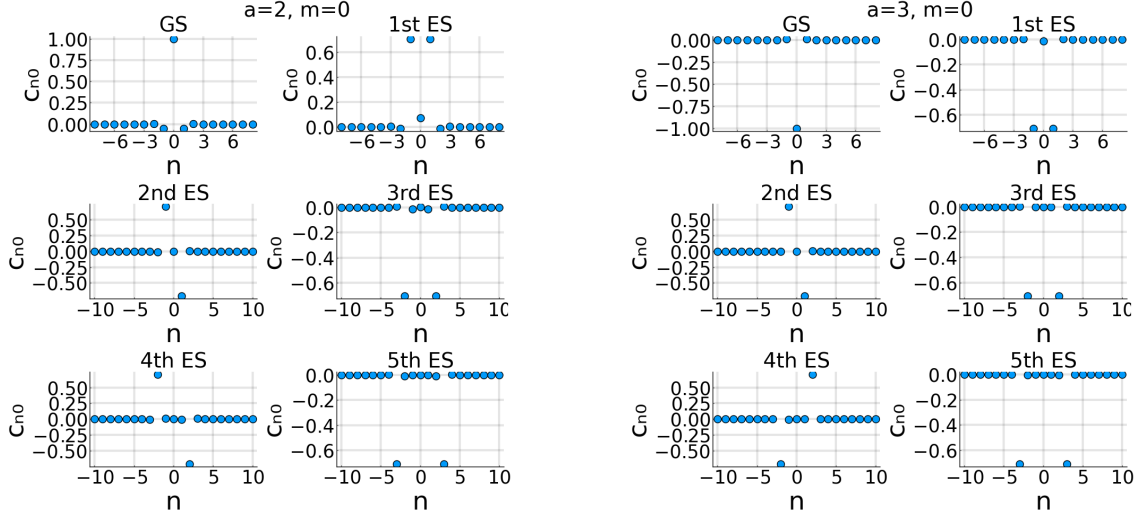 a=2, m=0
GS
1st ES
1.00
0.75
0.50
0.25
0.00
cn0
-6 -3 0 3 6
n
0.6
0.4
0.2
0.0
cn0
-6 -3 0 3 6
n
2nd ES
3rd ES
0.50
0.25
0.00
−0.25
−0.50
cn0
−10 −5 0 5 10
n
0.0
−0.2
−0.4
−0.6
cn0
−10 −5 0 5 10
n
4th ES
5th ES
0.50
0.25
0.00
−0.25
−0.50
cn0
−10 −5 0 5 10
n
0.0
−0.2
−0.4
−0.6
cn0
−10 −5 0 5 10
n
a=3, m=0
GS
1st ES
0.00
−0.25
−0.50
−0.75
−1.00
cn0
-6 -3 0 3 6
n
0.0
−0.2
−0.4
−0.6
cn0
-6 -3 0 3 6
n
2nd ES
3rd ES
0.50
0.25
0.00
−0.25
−0.50
cn0
−10 −5 0 5 10
n
0.0
−0.2
−0.4
−0.6
cn0
−10 −5 0 5 10
n
4th ES
5th ES
0.50
0.25
0.00
−0.25
−0.50
cn0
−10 −5 0 5 10
n
0.0
−0.2
−0.4
−0.6
cn0
−10 −5 0 5 10
n